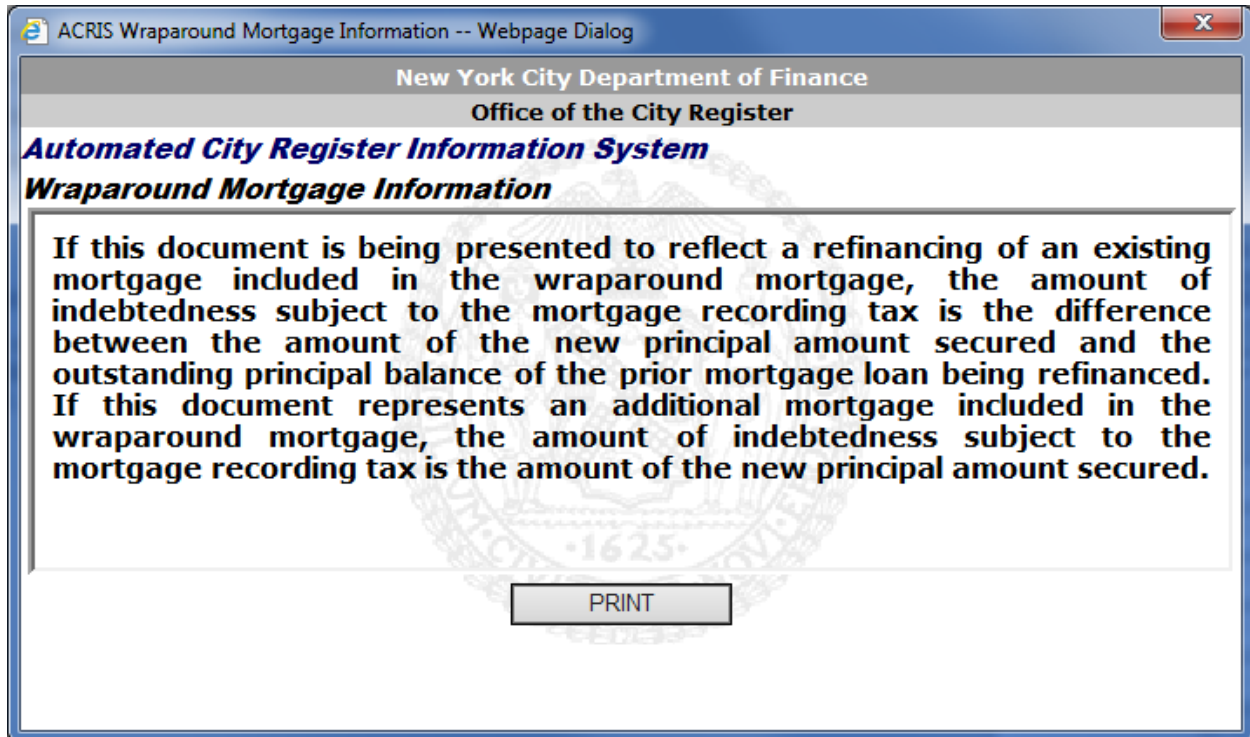 ACRIS Wraparound Mortgage Information -- Webpage Dialog
X
New York City Department of Finance
Office of the City Register
Automated City Register Information System
Wraparound Mortgage Information
If this document is being presented to reflect a refinancing of an existing
mortgage included in the wraparound mortgage, the amount of
indebtedness subject to the mortgage recording tax is the difference
between the amount of the new principal amount secured and the
outstanding principal balance of the prior mortgage loan being refinanced.
If this document represents an additional mortgage included in the
wraparound mortgage, the amount of indebtedness subject to the
mortgage recording tax is the amount of the new principal amount secured.
·1625·
PRINT